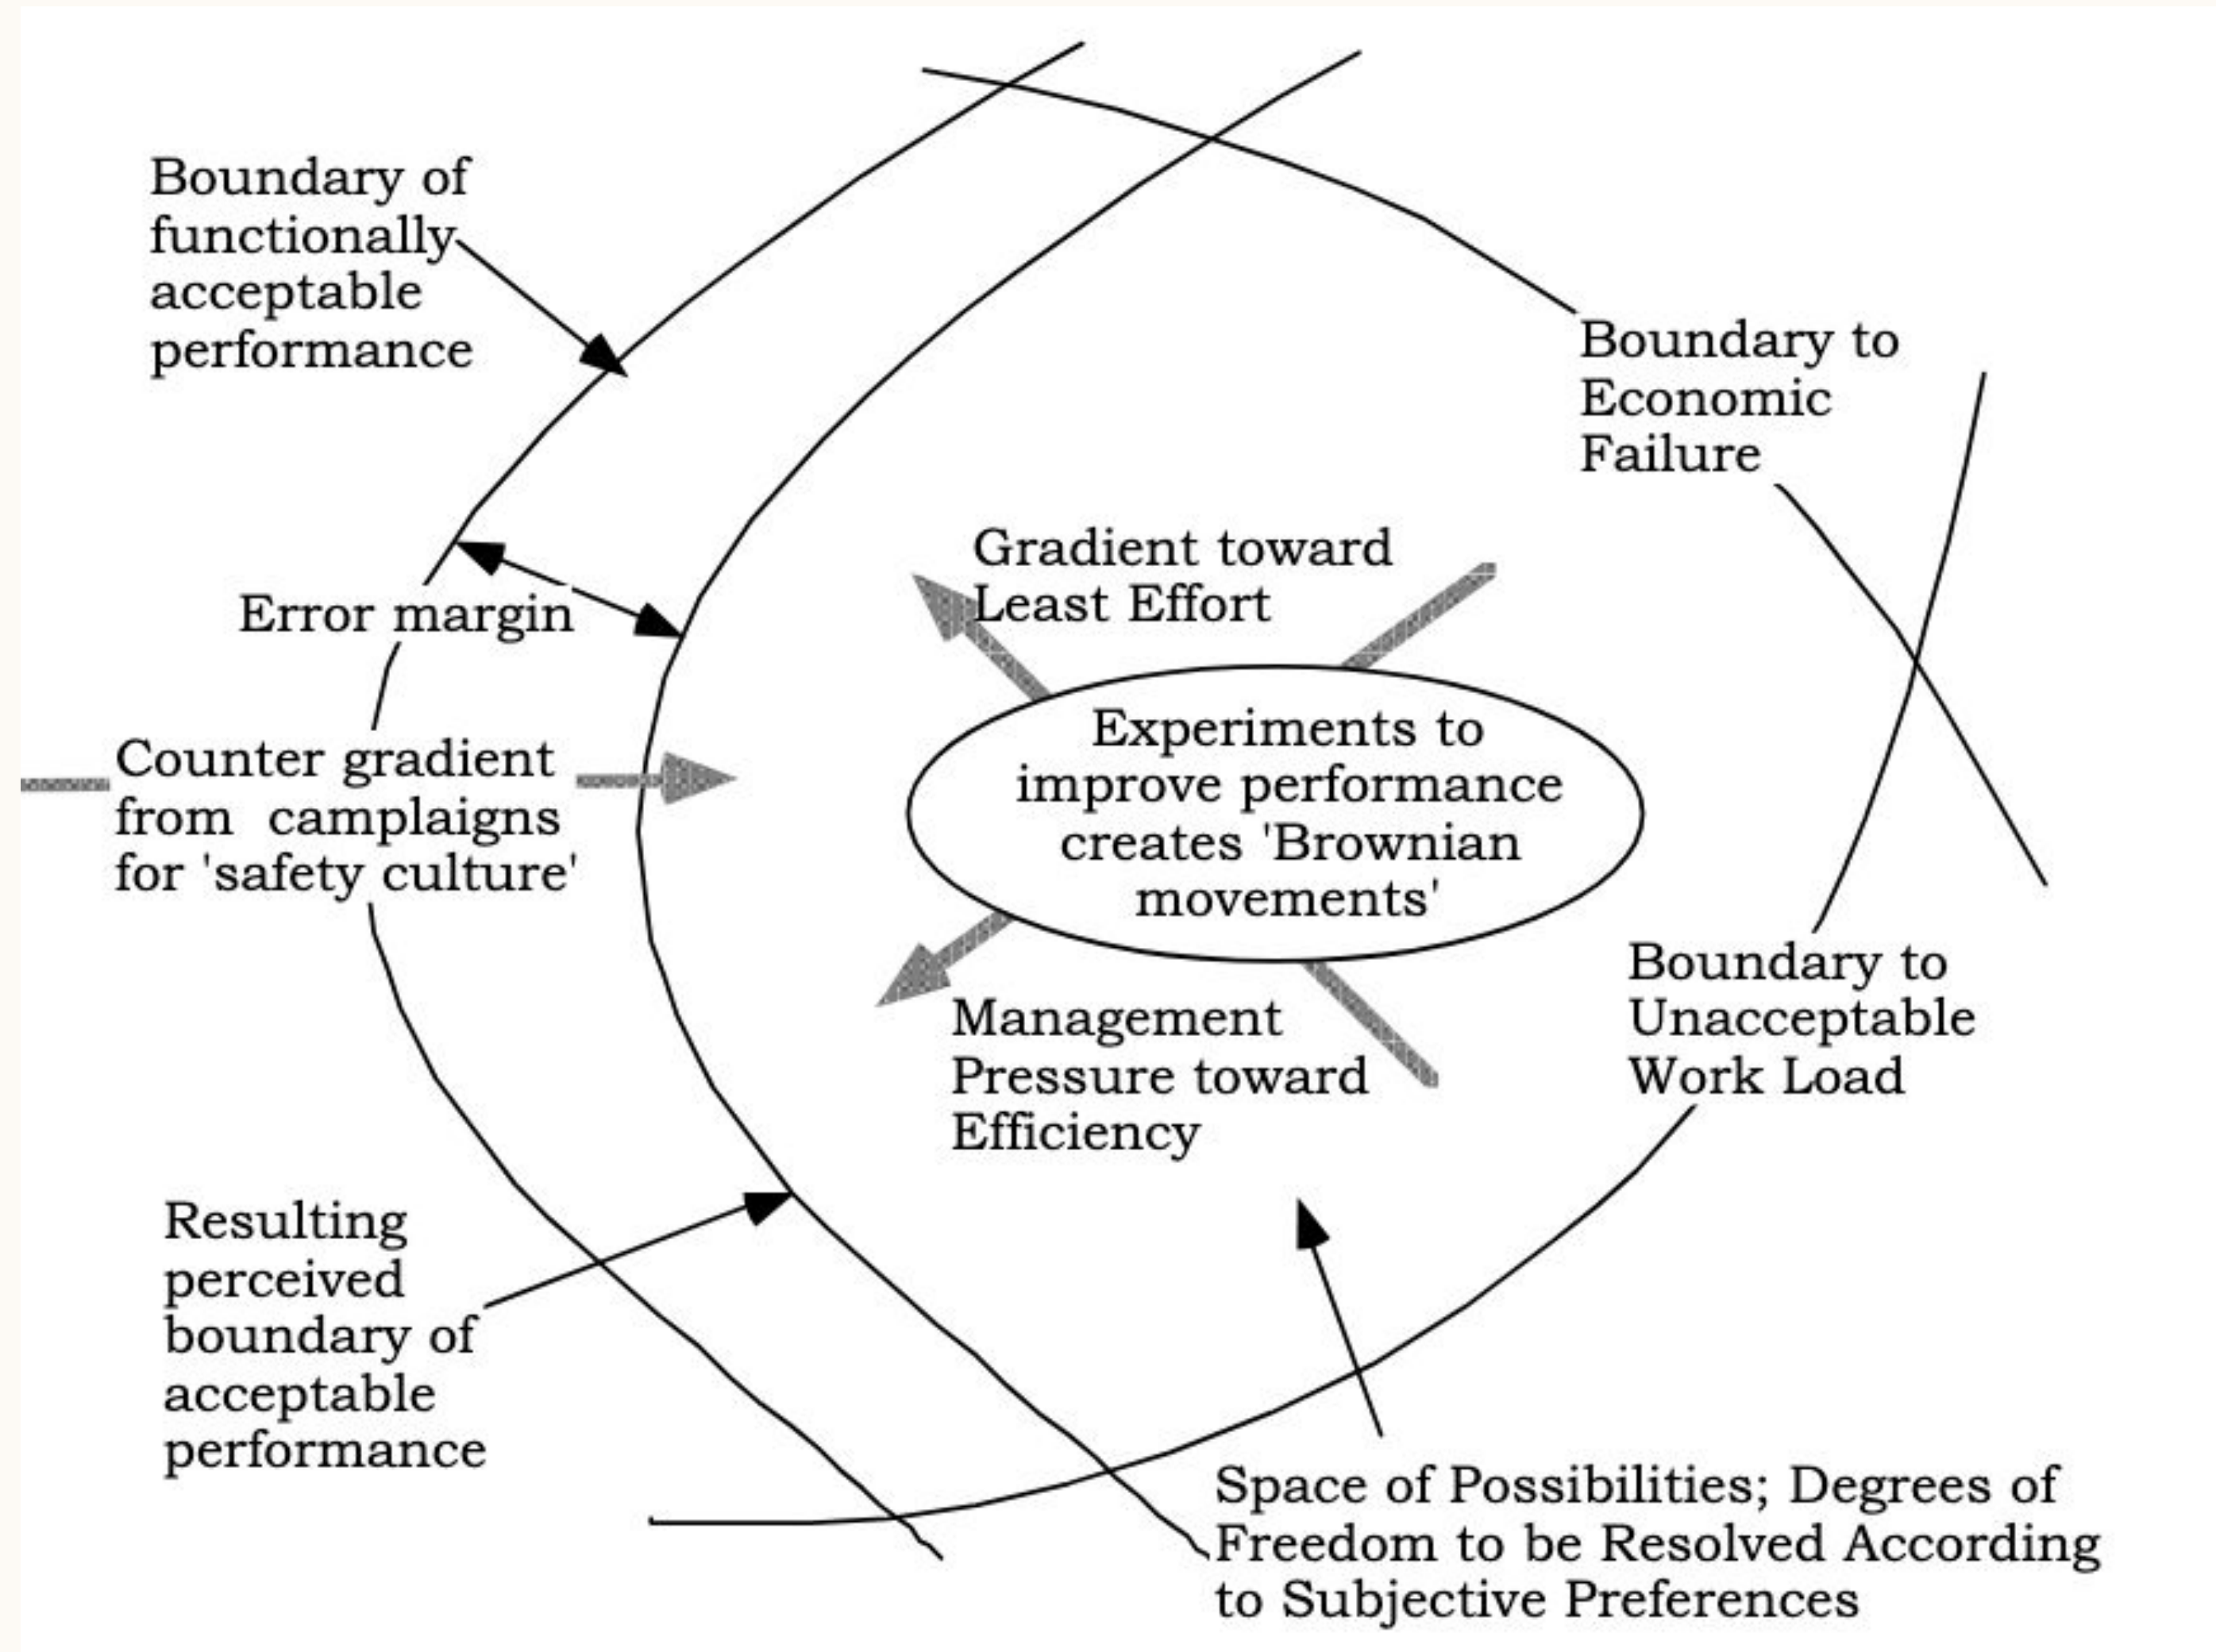 Boundary of
functionally
acceptable
performance
Boundary to
Economic
Failure
Gradient toward
Least Effort
Error margin
Experiments to
improve performance
creates 'Brownian
movements'
Counter gradient
from camplaigns
for 'safety culture'
Boundary to
Unacceptable
Work Load
Management
Pressure toward
Efficiency
Resulting
perceived
boundary of
acceptable
performance
Space of Possibilities; Degrees of
Freedom to be Resolved According
to Subjective Preferences